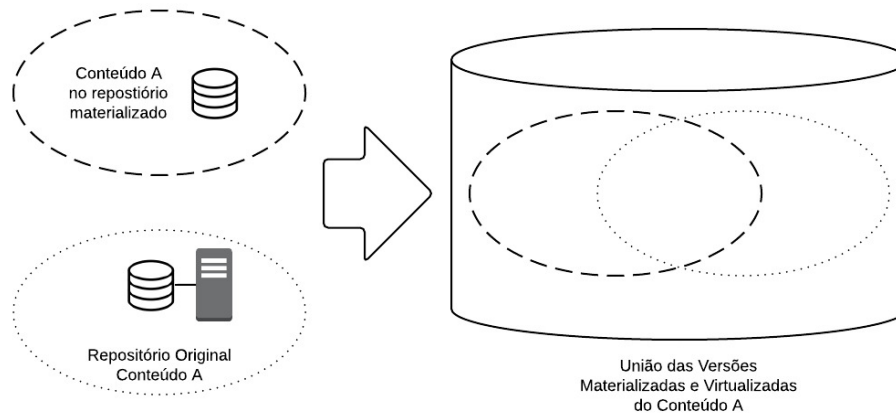 Conteúdo A
no repostiório
materializado
Repositório Original
Conteúdo A
União das Versões
Materializadas e Virtualizadas
do Conteúdo A